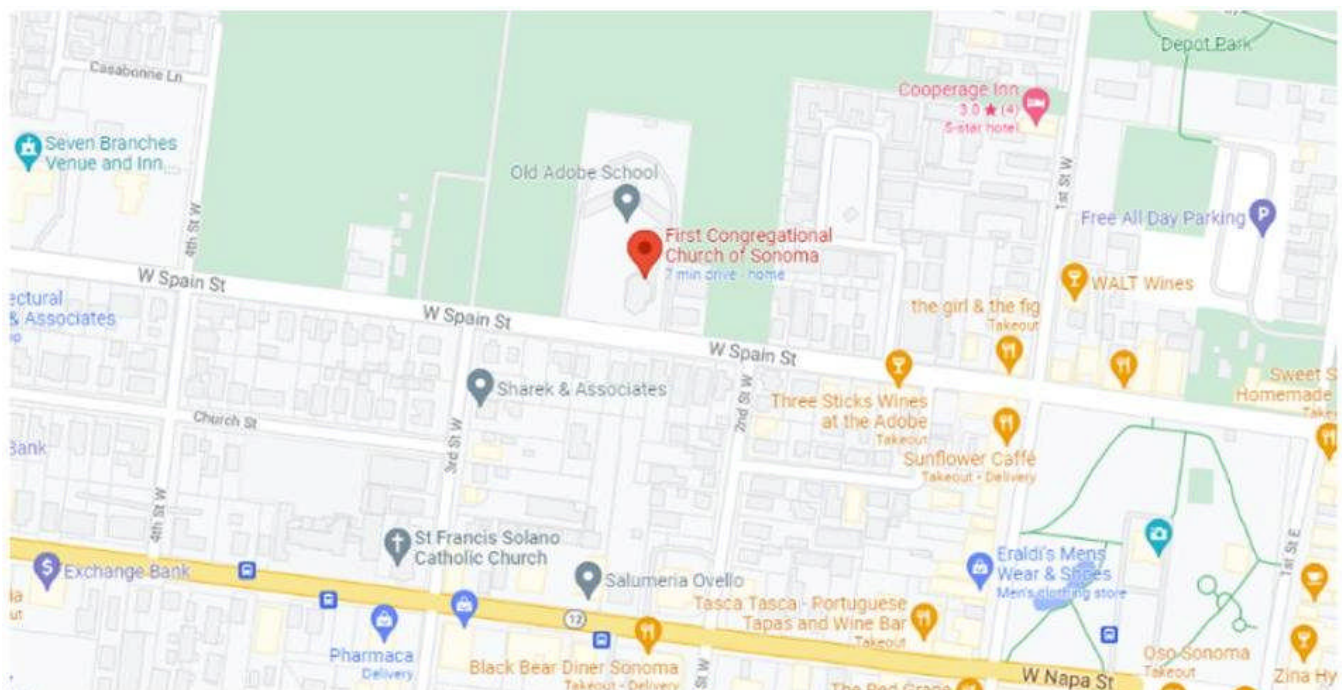 Depot Park
Casabonne Ln
Cooperage Inn
3.0 ★ (4)
5-star hotel
Seven Branches
Venue and Inn...
Old Adobe School
1st St W
4th St W
Free All Day Parking
P
First Congregational
Church of Sonoma
7 min drive - home
W Spain St
WALT Wines
ectural
& Associates
the girl & the fig
Takeout
W Spain St
W Spain St
Sharek & Associates
Sweet S
Homemade
Take
Three Sticks Wines
at the Adobe
Takeout
2nd St W
Church St
3rd St W
Bank
Sunflower Caffé
Takeout • Delivery
4th St W
St Francis Solano
Catholic Church
Eraldi's Mens
Wear & Shoes
Men's clothing store
1st St E
$
Exchange Bank
Salumeria Ovello
ut
12
Tasca Tasca - Portuguese
Tapas and Wine Bar
Takeout
Pharmaca
Delivery
Black Bear Diner Sonoma
Takeout • Delivery
St W
Oso Sonoma
Takeout
W Napa St
Zina Hy
The Red Grape